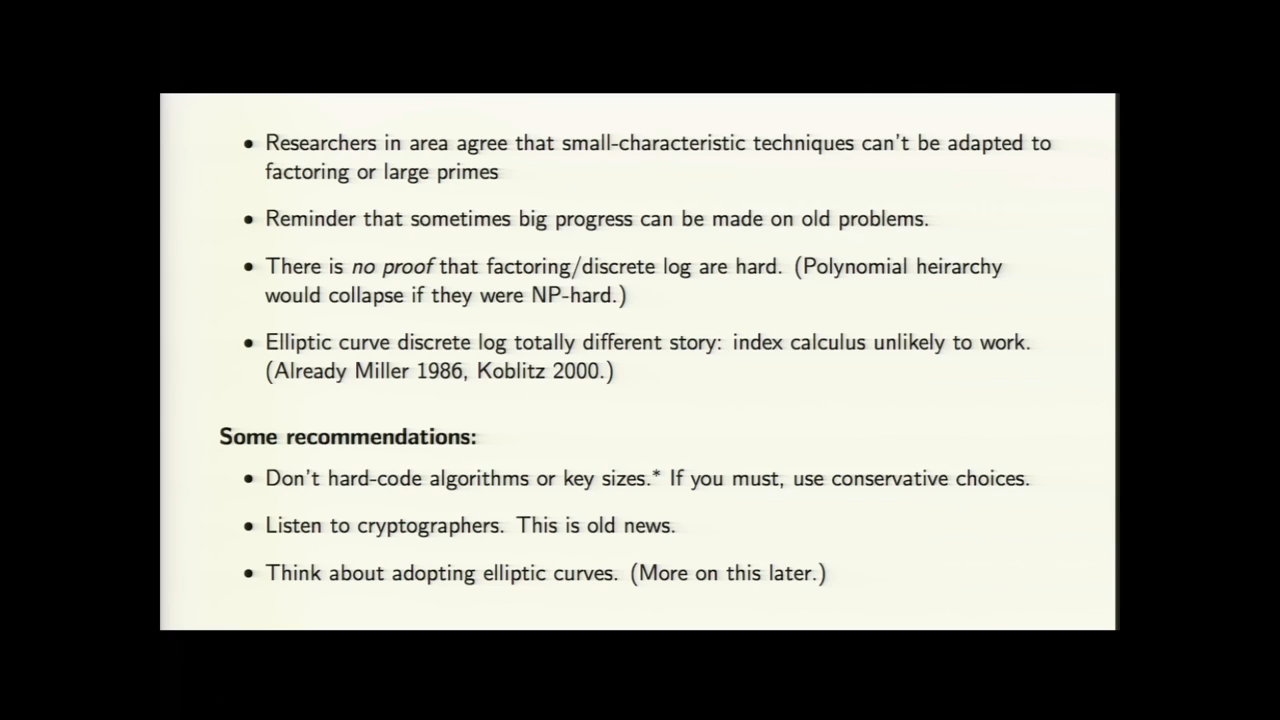 • Researchers in area agree that small-characteristic techniques can't be adapted to
factoring or large primes
• Reminder that sometimes big progress can be made on old problems.
• There is no proof that factoring/discrete log are hard. (Polynomial heirarchy
would collapse if they were NP-hard.)
• Elliptic curve discrete log totally different story: index calculus unlikely to work.
(Already Miller 1986, Koblitz 2000.)
Some recommendations:
• Don't hard-code algorithms or key sizes.* If you must, use conservative choices.
• Listen to cryptographers. This is old news.
• Think about adopting elliptic curves. (More on this later.)